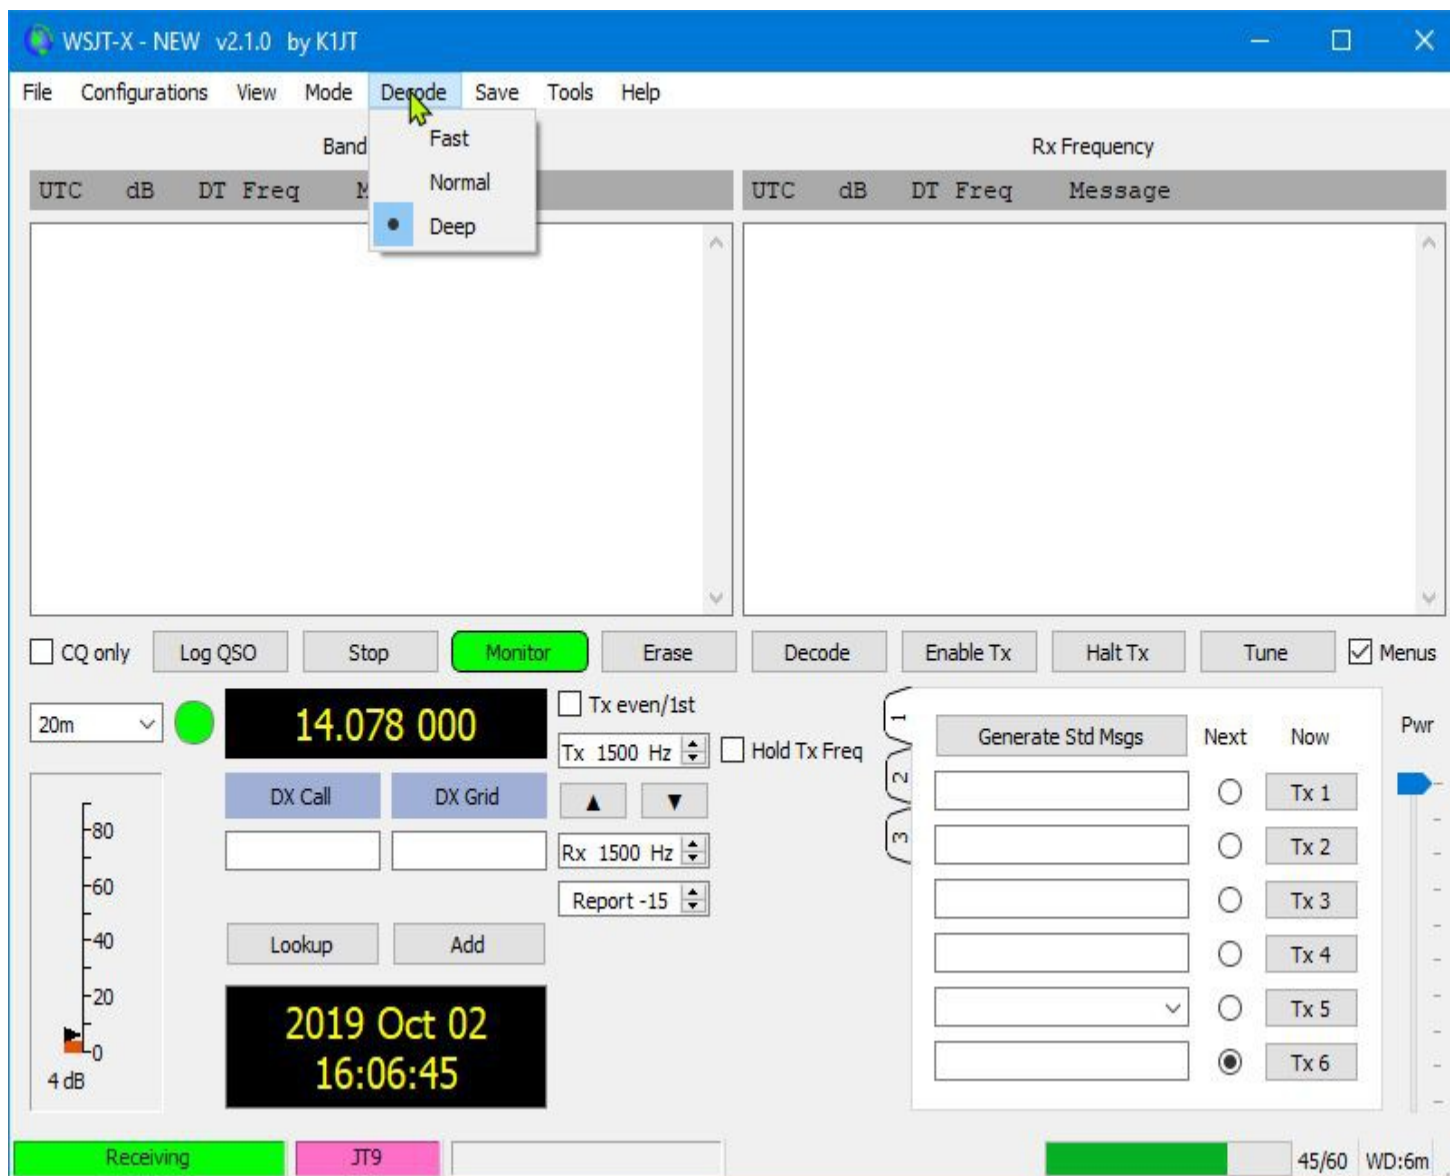 WSJT-X - NEW v2.1.0 by K1JT
File Configurations View Mode Decode Save Tools Help
Fast
Normal
Deep
Band
Rx Frequency
UTC dB DT Freq M
UTC dB DT Freq Message
CQ only Log QSO Stop Monitor Erase Decode Enable Tx Halt Tx Tune Menus
20m
14.078 000
Tx even/1st
Tx 1500 Hz
Hold Tx Freq
DX Call DX Grid
Rx 1500 Hz
Report -15
Lookup Add
2019 Oct 02
16:06:45
80
60
40
20
0
4 dB
1
2
3
Generate Std Msgs Next Now
Tx 1
Tx 2
Tx 3
Tx 4
Tx 5
Tx 6
Pwr
Receiving JT9 45/60 WD:6m